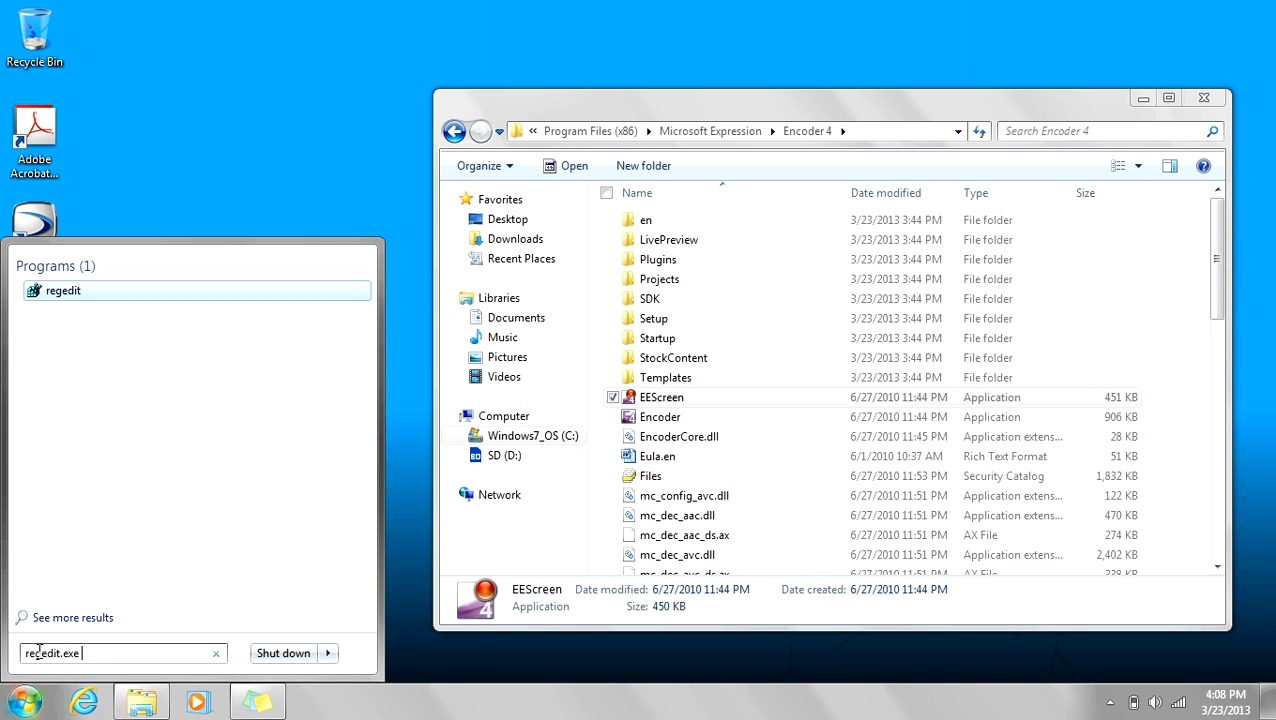 Recycle Bin
Adobe
Acrobat...
« Program Files (x86) Microsoft Expression Encoder 4
Search Encoder 4
Organize Open New folder
Name Date modified Type Size
Favorites
Desktop
Downloads
Recent Places
Libraries
Documents
Music
Pictures
Videos
Computer
Windows7_OS (C:)
SD (D:)
Network
en 3/23/2013 3:44 PM File folder
LivePreview 3/23/2013 3:44 PM File folder
Plugins 3/23/2013 3:44 PM File folder
Projects 3/23/2013 3:44 PM File folder
SDK 3/23/2013 3:44 PM File folder
Setup 3/23/2013 3:44 PM File folder
Startup 3/23/2013 3:44 PM File folder
StockContent 3/23/2013 3:44 PM File folder
Templates 3/23/2013 3:44 PM File folder
EEScreen 6/27/2010 11:44 PM Application 451 KB
Encoder 6/27/2010 11:44 PM Application 906 KB
EncoderCore.dll 6/27/2010 11:45 PM Application extens... 28 KB
Eula.en 6/1/2010 10:37 AM Rich Text Format 51 KB
Files 6/27/2010 11:53 PM Security Catalog 1,832 KB
mc_config_avc.dll 6/27/2010 11:51 PM Application extens... 122 KB
mc_dec_aac.dll 6/27/2010 11:51 PM Application extens... 470 KB
mc_dec_aac_ds.ax 6/27/2010 11:51 PM AX File 274 KB
mc_dec_avc.dll 6/27/2010 11:51 PM Application extens... 2,402 KB
mc_dec_avc_ds.ax 6/27/2010 11:51 PM AX File 338 KB
EEScreen Date modified: 6/27/2010 11:44 PM Date created: 6/27/2010 11:44 PM
Application Size: 450 KB
Programs (1)
regedit
See more results
regedit.exe
Shut down
4:08 PM
3/23/2013